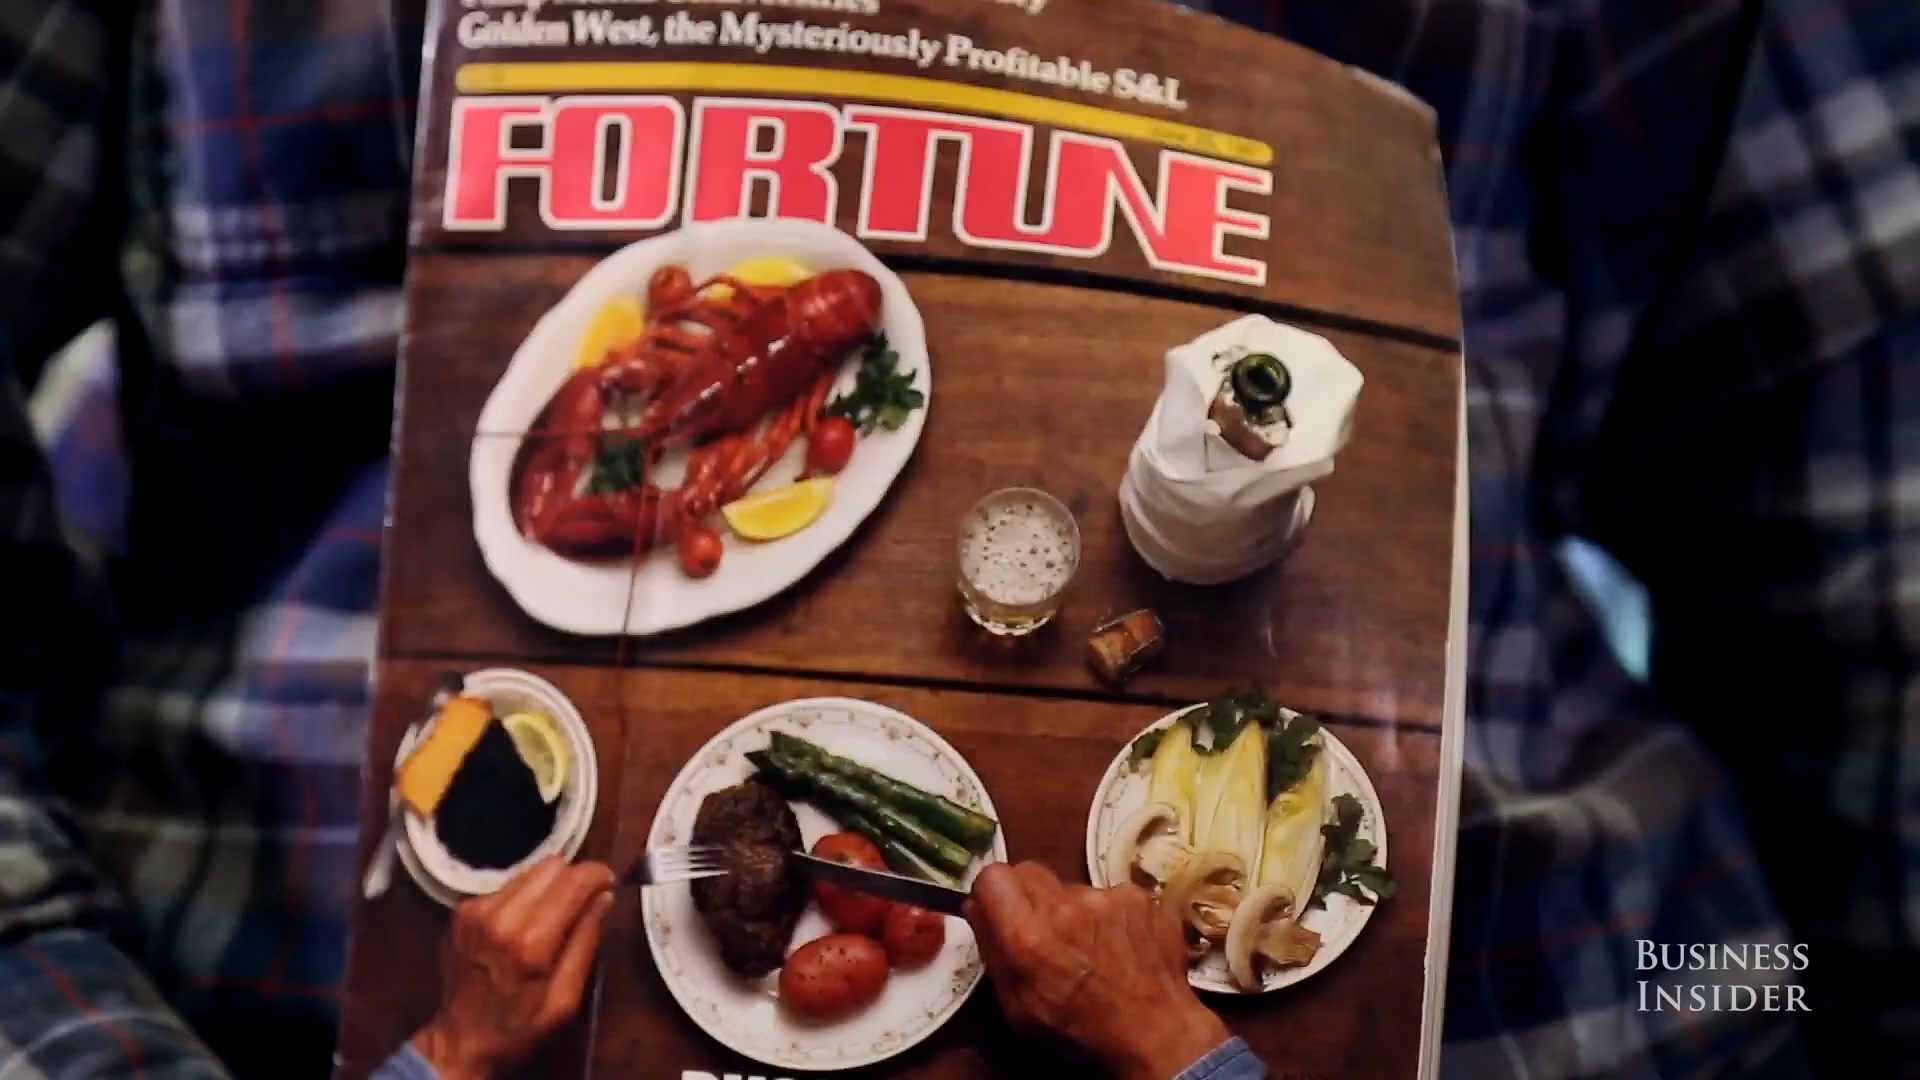 Golden West, the Mysteriously Profitable S&L
FORTUNE
BUSINESS
INSIDER